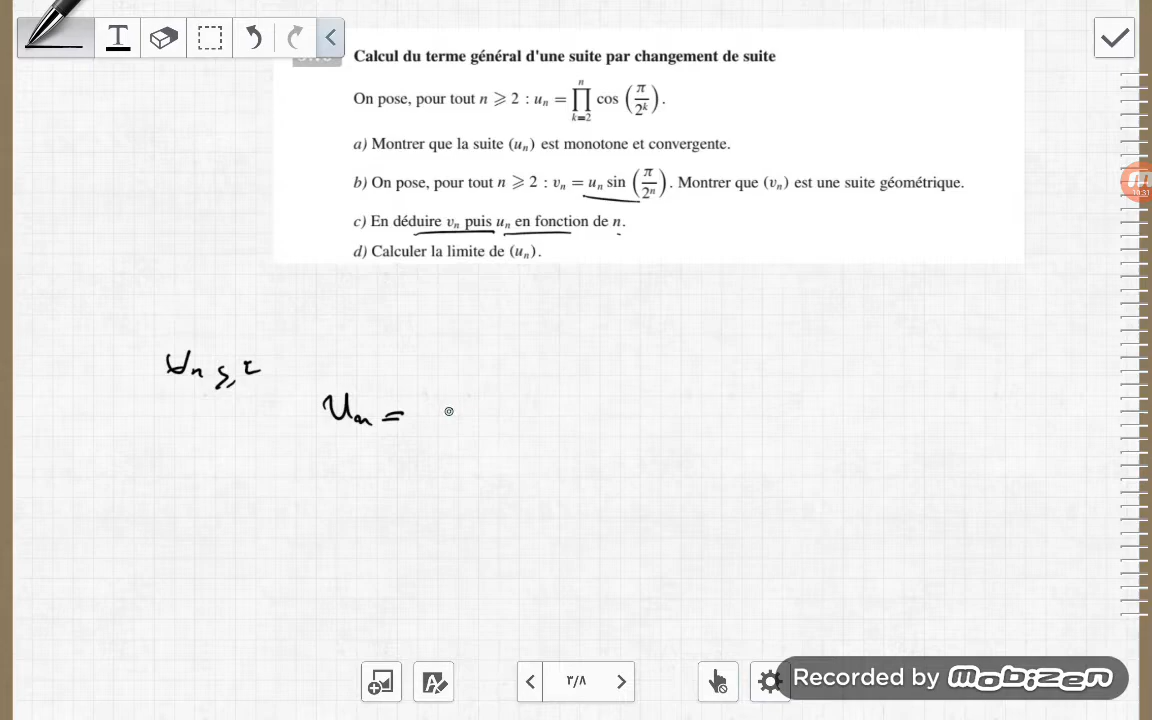 T
Calcul du terme général d'une suite par changement de suite
On pose, pour tout n ⩾ 2 : uₙ = ∏ₖ₌₂ⁿ cos (π/2ᵏ).
a) Montrer que la suite (uₙ) est monotone et convergente.
b) On pose, pour tout n ⩾ 2 : vₙ = uₙ sin (π/2ⁿ). Montrer que (vₙ) est une suite géométrique.
c) En déduire vₙ puis uₙ en fonction de n.
d) Calculer la limite de (uₙ).
∀n ⩾ 2
Uₙ =
٣/٨
Recorded by mobizen